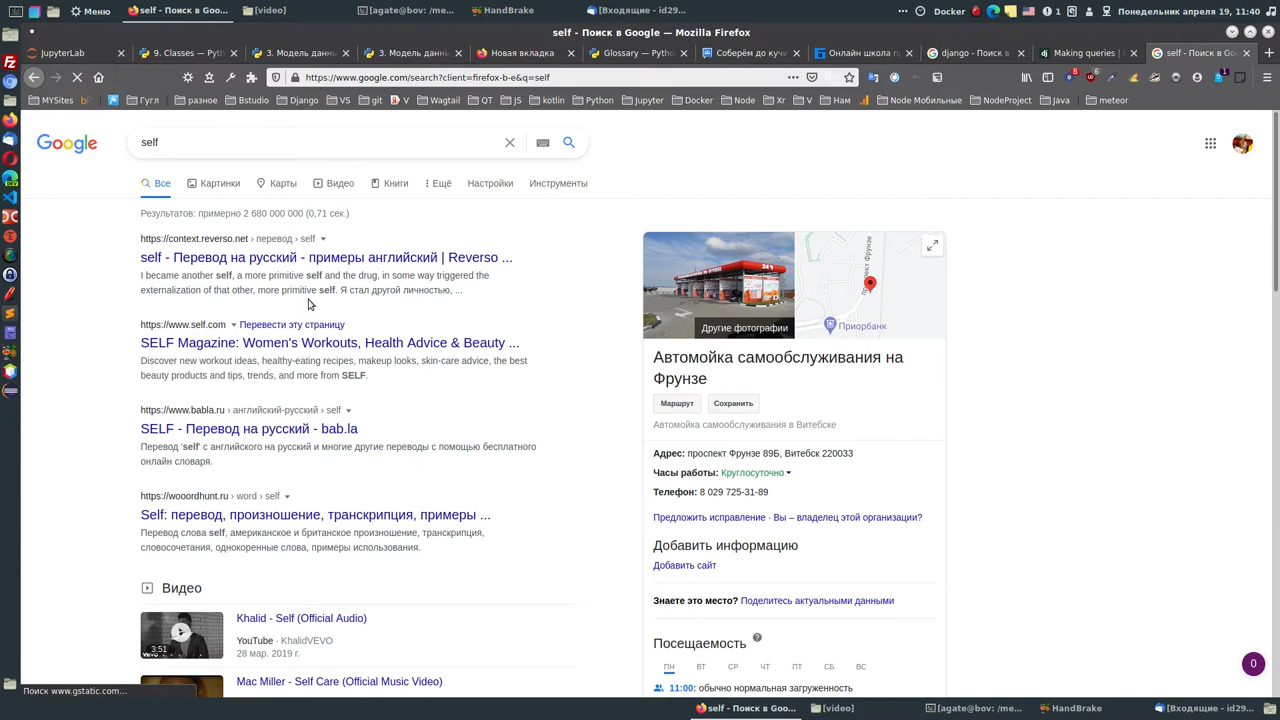 Меню
self - Поиск в Goo...
[video]
[agate@bov: /me...
HandBrake
[Входящие - id29...
Docker
1
Понедельник апреля 19, 11:40
self - Поиск в Google — Mozilla Firefox
JupyterLab
9. Classes — Pyth
3. Модель данн
3. Модель данн
Новая вкладка
Glossary — Pytho
Соберём до кучи
Онлайн школа п
django - Поиск в
Making queries |
self - Поиск в Goo
https://www.google.com/search?client=firefox-b-e&q=self
MYSites
Гугл
разное
Bstudio
Django
VS
git
V
Wagtail
QT
JS
kotlin
Python
Jupyter
Docker
Node
Xr
Нам
Node Мобильные
NodeProject
Java
meteor
Google
self
Все
Картинки
Карты
Видео
Книги
Ещё
Настройки
Инструменты
Результатов: примерно 2 680 000 000 (0,71 сек.)
https://context.reverso.net › перевод › self
self - Перевод на русский - примеры английский | Reverso ...
I became another self, a more primitive self and the drug, in some way triggered the
externalization of that other, more primitive self. Я стал другой личностью, ...
https://www.self.com Перевести эту страницу
SELF Magazine: Women's Workouts, Health Advice & Beauty ...
Discover new workout ideas, healthy-eating recipes, makeup looks, skin-care advice, the best
beauty products and tips, trends, and more from SELF.
https://www.babla.ru › английский-русский › self
SELF - Перевод на русский - bab.la
Перевод 'self' с английского на русский и многие другие переводы с помощью бесплатного
онлайн словаря.
https://wooordhunt.ru › word › self
Self: перевод, произношение, транскрипция, примеры ...
Перевод слова self, американское и британское произношение, транскрипция,
словосочетания, однокоренные слова, примеры использования.
Видео
3:51
Khalid - Self (Official Audio)
YouTube · KhalidVEVO
28 мар. 2019 г.
Mac Miller - Self Care (Official Music Video)
24 ЧАСА
Другие фотографии
проспект Фрунзе
Приорбанк
Автомойка самообслуживания на
Фрунзе
Маршрут
Сохранить
Автомойка самообслуживания в Витебске
Адрес: проспект Фрунзе 89Б, Витебск 220033
Часы работы: Круглосуточно
Телефон: 8 029 725-31-89
Предложить исправление · Вы – владелец этой организации?
Добавить информацию
Добавить сайт
Знаете это место? Поделитесь актуальными данными
Посещаемость
ПН ВТ СР ЧТ ПТ СБ ВС
11:00: обычно нормальная загруженность
0
Поиск www.gstatic.com...
self - Поиск в Goo...
[video]
[agate@bov: /me...
HandBrake
[Входящие - id29...